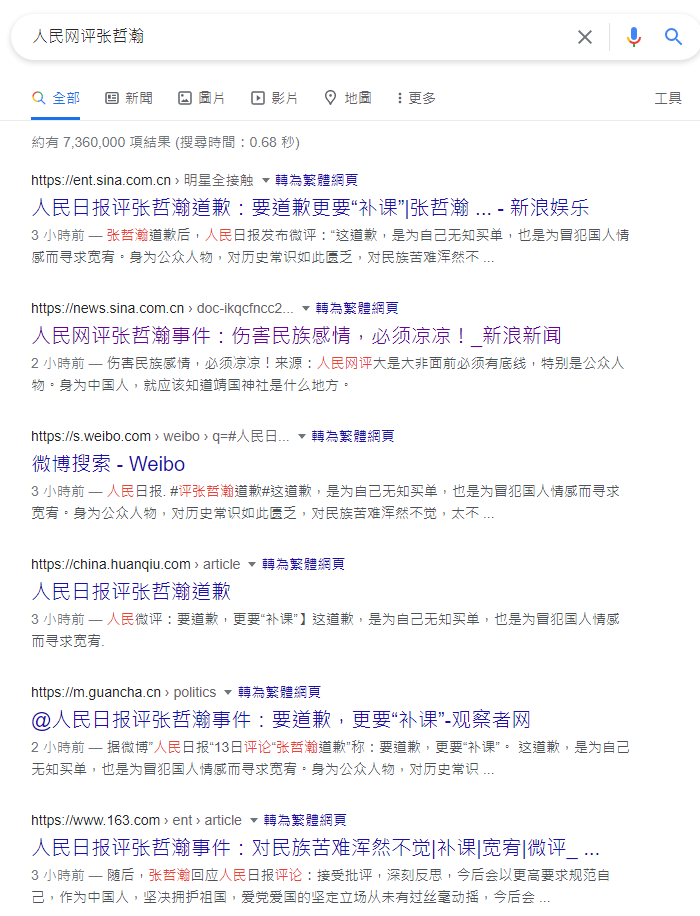 人民网评张哲瀚
全部 新聞 圖片 影片 地圖 更多 工具
約有 7,360,000 項結果 (搜尋時間：0.68 秒)
https://ent.sina.com.cn › 明星全接触 轉為繁體網頁
人民日报评张哲瀚道歉：要道歉更要“补课”|张哲瀚 ... - 新浪娱乐
3 小時前 — 张哲瀚道歉后，人民日报发布微评：“这道歉，是为自己无知买单，也是为冒犯国人情
感而寻求宽宥。身为公众人物，对历史常识如此匮乏，对民族苦难浑然不 ...
https://news.sina.com.cn › doc-ikqcfncc2... 轉為繁體網頁
人民网评张哲瀚事件：伤害民族感情，必须凉凉！_新浪新闻
2 小時前 — 伤害民族感情，必须凉凉！来源：人民网评大是大非面前必须有底线，特别是公众人
物。身为中国人，就应该知道靖国神社是什么地方。
https://s.weibo.com › weibo › q=#人民日... 轉為繁體網頁
微博搜索 - Weibo
3 小時前 — 人民日报. #评张哲瀚道歉#这道歉，是为自己无知买单，也是为冒犯国人情感而寻求
宽宥。身为公众人物，对历史常识如此匮乏，对民族苦难浑然不觉，太不 ...
https://china.huanqiu.com › article 轉為繁體網頁
人民日报评张哲瀚道歉
3 小時前 — 人民微评：要道歉，更要“补课”】这道歉，是为自己无知买单，也是为冒犯国人情感
而寻求宽宥.
https://m.guancha.cn › politics 轉為繁體網頁
@人民日报评张哲瀚事件：要道歉，更要“补课”-观察者网
2 小時前 — 据微博”人民日报“13日评论“张哲瀚道歉”称：要道歉，更要“补课”。 这道歉，是为自己
无知买单，也是为冒犯国人情感而寻求宽宥。身为公众人物，对历史常识 ...
https://www.163.com › ent › article 轉為繁體網頁
人民日报评张哲瀚事件：对民族苦难浑然不觉|补课|宽宥|微评_ ...
3 小時前 — 随后，张哲瀚回应人民日报评论：接受批评，深刻反思，今后会以更高要求规范自
己，作为中国人，坚决拥护祖国，爱党爱国的坚定立场从未有过丝毫动摇，今后会 ...